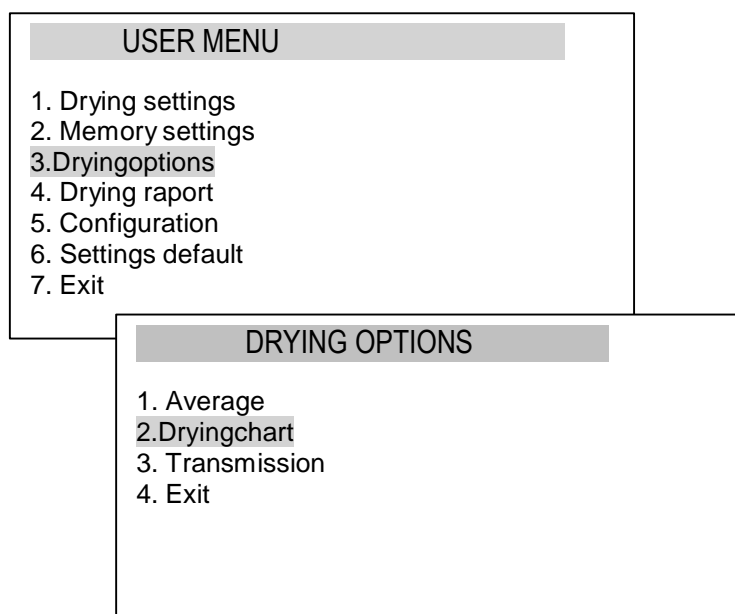 USER MENU
1. Drying settings
2. Memory settings
3.Dryingoptions
4. Drying raport
5. Configuration
6. Settings default
7. Exit
DRYING OPTIONS
1. Average
2.Dryingchart
3. Transmission
4. Exit